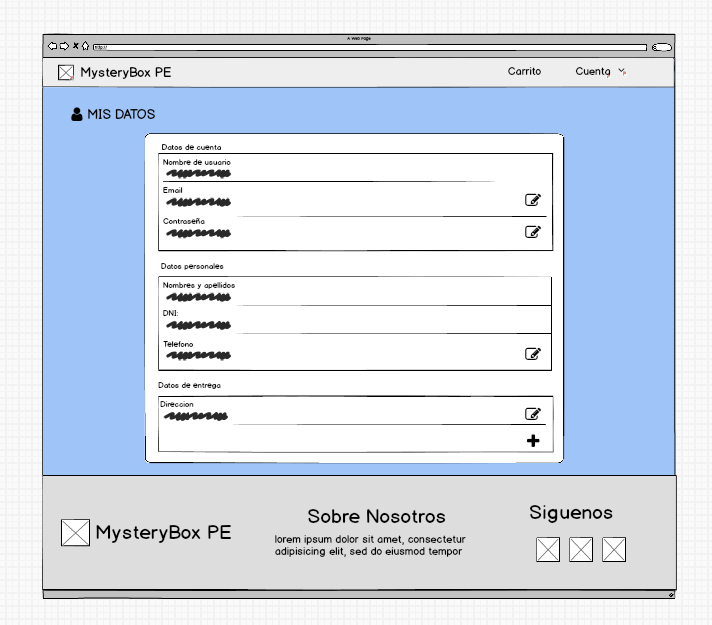 A Web Page
http://
MysteryBox PE
Carrito
Cuenta
MIS DATOS
Datos de cuenta
Nombre de usuario
Email
Contraseña
Datos personales
Nombres y apellidos
DNI:
Telefono
Datos de entrega
Direccion
MysteryBox PE
Sobre Nosotros
lorem ipsum dolor sit amet, consectetur
adipisicing elit, sed do eiusmod tempor
Siguenos